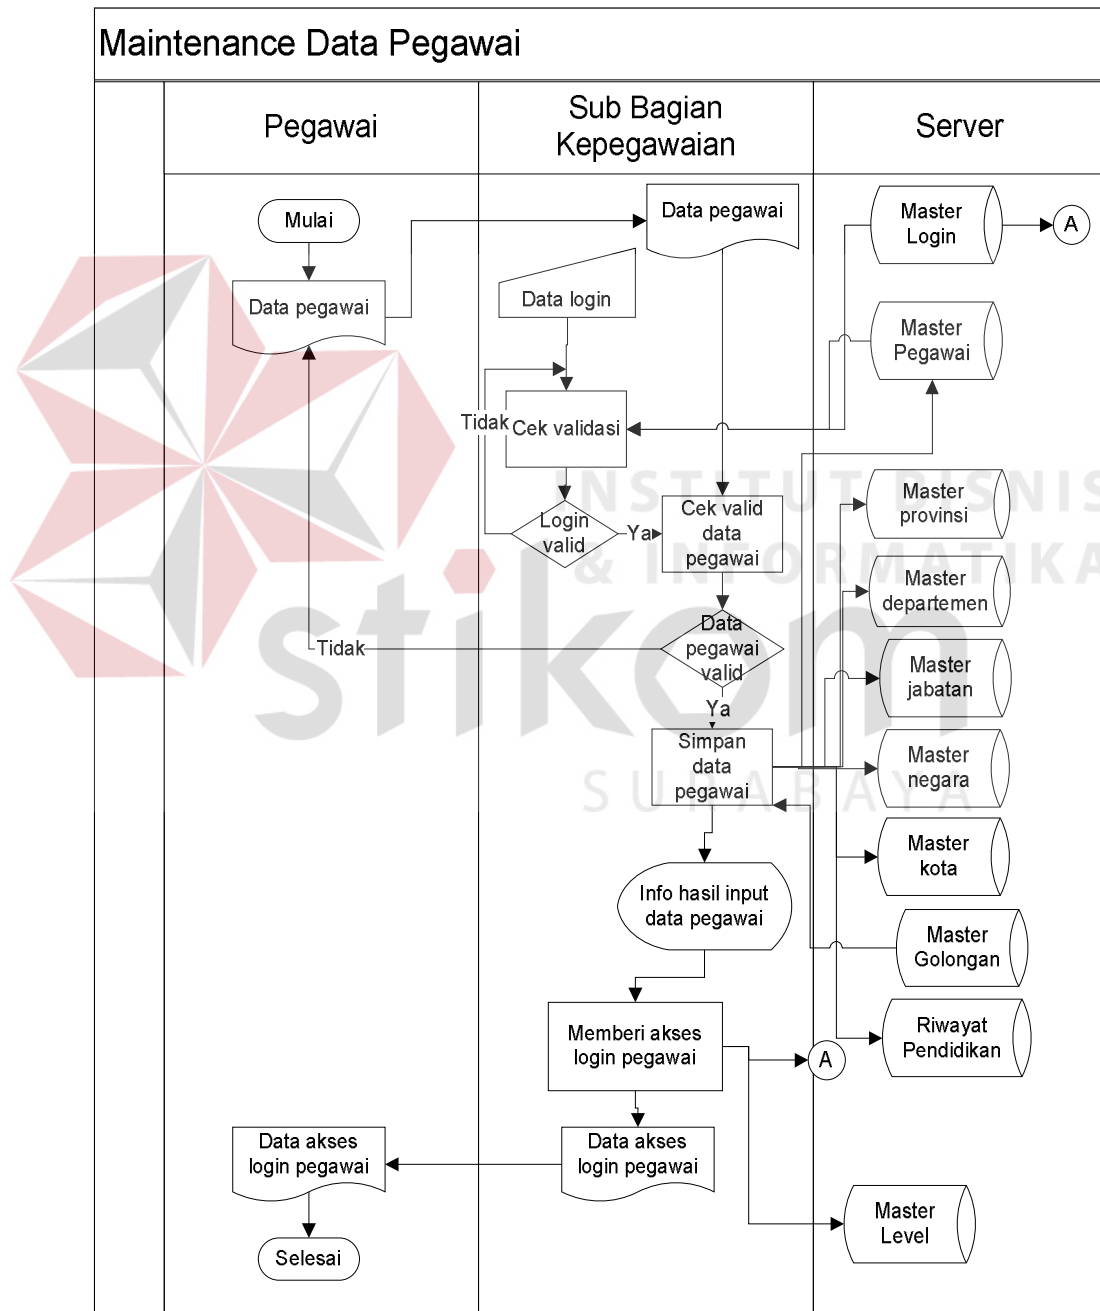 Maintenance Data Pegawai
Pegawai
Sub Bagian
Kepegawaian
Server
Mulai
Data pegawai
Data pegawai
Data login
Master
Login
A
Master
Pegawai
Tidak
Cek validasi
Login
valid
Ya
Cek valid
data
pegawai
Master
provinsi
Master
departemen
Data
pegawai
valid
Tidak
Ya
Master
jabatan
Simpan
data
pegawai
Master
negara
Master
kota
Info hasil input
data pegawai
Master
Golongan
Memberi akses
login pegawai
A
Riwayat
Pendidikan
Data akses
login pegawai
Data akses
login pegawai
Master
Level
Selesai
INSTITUT BISNIS
& INFORMATIKA
stikom
SURABAYA